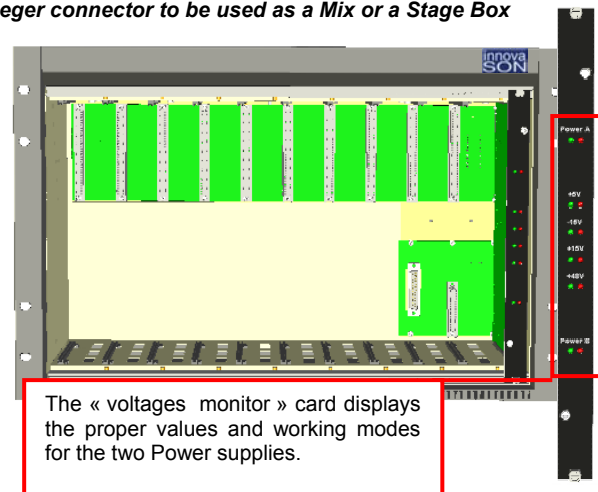 eger connector to be used as a Mix or a Stage Box
innova
SON
Power A
+5V
-15V
+15V
+48V
Power B
The « voltages monitor » card displays
the proper values and working modes
for the two Power supplies.